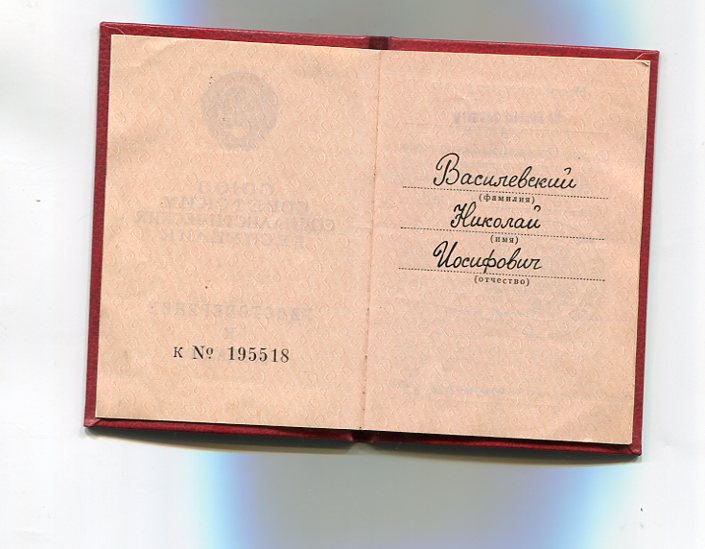 К № 195518
Василевский
(фамилия)
Николай
(имя)
Иосифович
(отчество)